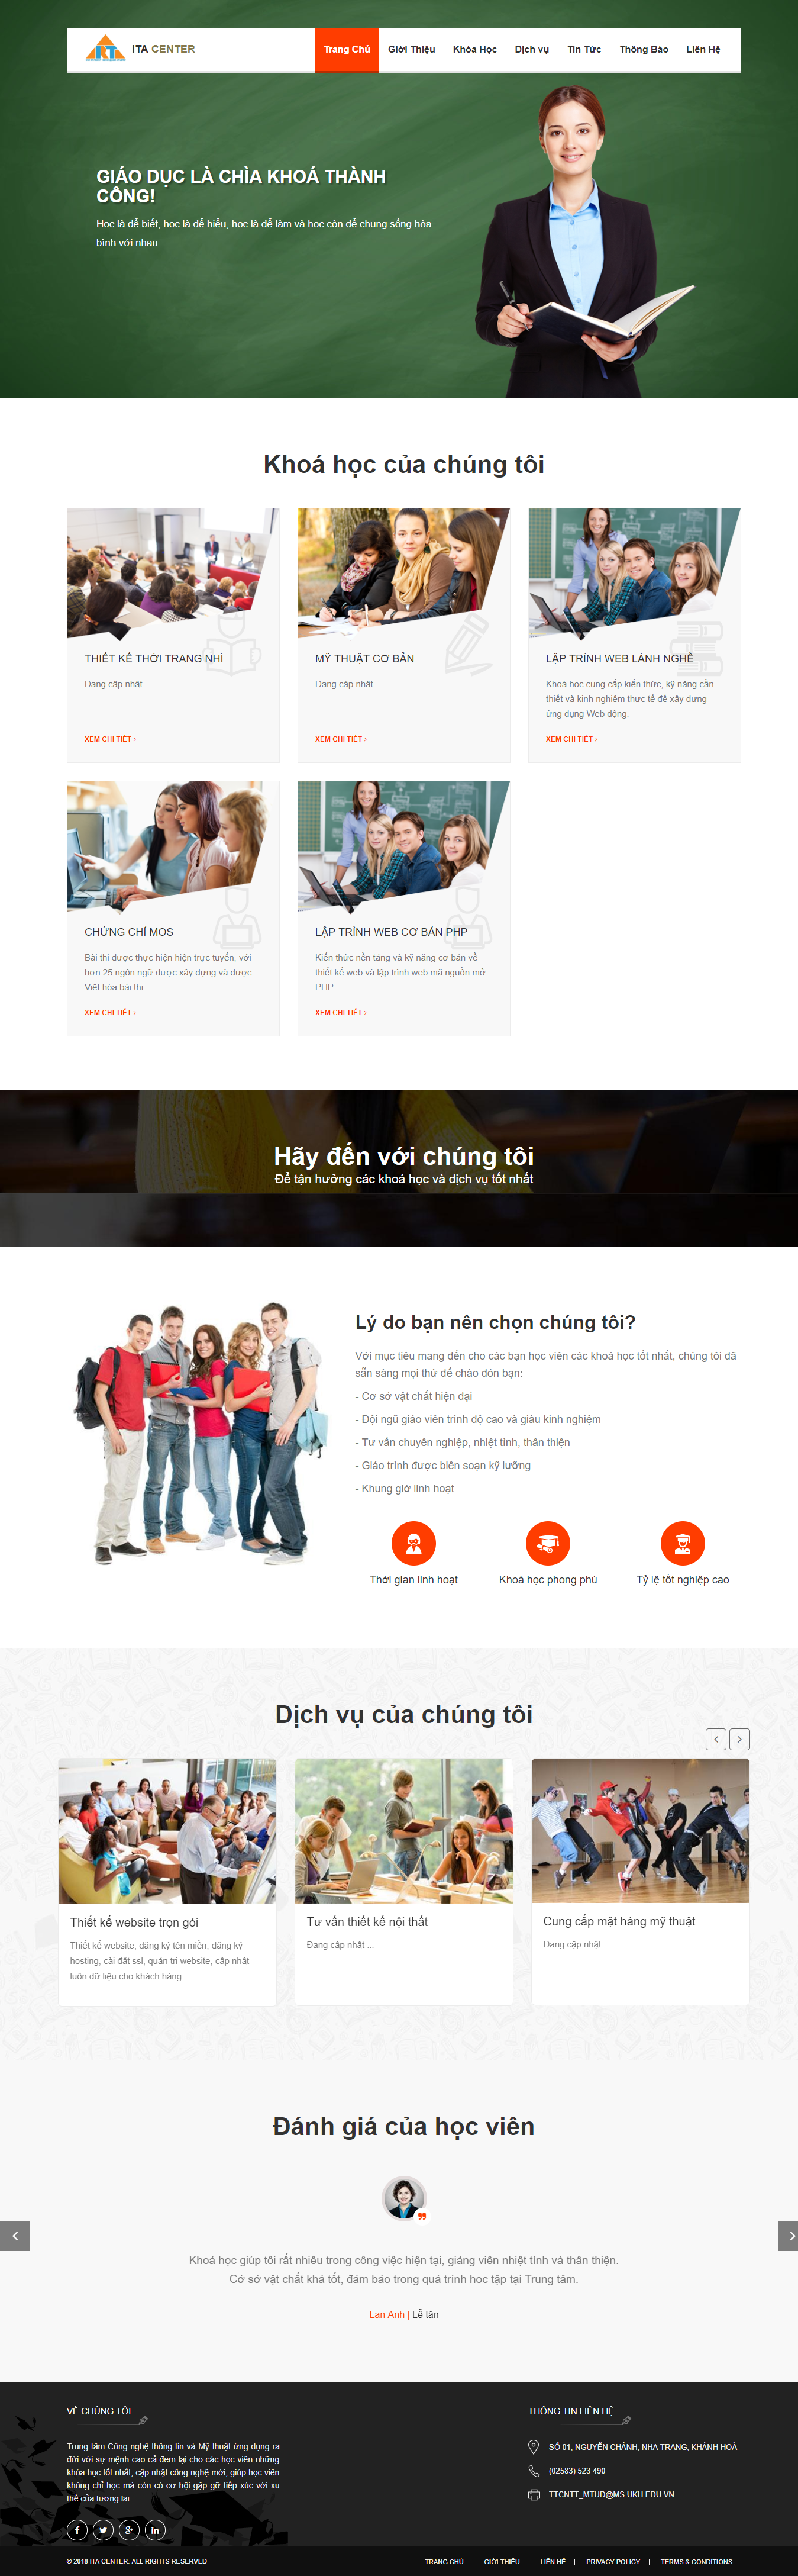 ITA CENTER
Trang Chủ
Giới Thiệu
Khóa Học
Dịch vụ
Tin Tức
Thông Báo
Liên Hệ
GIÁO DỤC LÀ CHÌA KHOÁ THÀNH
CÔNG!
Học là để biết, học là để hiểu, học là để làm và học còn để chung sống hòa
bình với nhau.
Khoá học của chúng tôi
THIẾT KẾ THỜI TRANG NHÍ
Đang cập nhật ...
XEM CHI TIẾT ›
MỸ THUẬT CƠ BẢN
Đang cập nhật ...
XEM CHI TIẾT ›
LẬP TRÌNH WEB LÀNH NGHỀ
Khoá học cung cấp kiến thức, kỹ năng cần
thiết và kinh nghiệm thực tế để xây dựng
ứng dụng Web động.
XEM CHI TIẾT ›
CHỨNG CHỈ MOS
Bài thi được thực hiện hiện trực tuyến, với
hơn 25 ngôn ngữ được xây dựng và được
Việt hóa bài thi.
XEM CHI TIẾT ›
LẬP TRÌNH WEB CƠ BẢN PHP
Kiến thức nền tảng và kỹ năng cơ bản về
thiết kế web và lập trình web mã nguồn mở
PHP.
XEM CHI TIẾT ›
Hãy đến với chúng tôi
Để tận hưởng các khoá học và dịch vụ tốt nhất
Lý do bạn nên chọn chúng tôi?
Với mục tiêu mang đến cho các bạn học viên các khoá học tốt nhất, chúng tôi đã
sẵn sàng mọi thứ để chào đón bạn:
- Cơ sở vật chất hiện đại
- Đội ngũ giáo viên trình độ cao và giàu kinh nghiệm
- Tư vấn chuyên nghiệp, nhiệt tình, thân thiện
- Giáo trình được biên soạn kỹ lưỡng
- Khung giờ linh hoạt
Thời gian linh hoạt
Khoá học phong phú
Tỷ lệ tốt nghiệp cao
Dịch vụ của chúng tôi
Thiết kế website trọn gói
Thiết kế website, đăng ký tên miền, đăng ký
hosting, cài đặt ssl, quản trị website, cập nhật
luôn dữ liệu cho khách hàng
Tư vấn thiết kế nội thất
Đang cập nhật ...
Cung cấp mặt hàng mỹ thuật
Đang cập nhật ...
Đánh giá của học viên
Khoá học giúp tôi rất nhiều trong công việc hiện tại, giảng viên nhiệt tình và thân thiện.
Cở sở vật chất khá tốt, đảm bảo trong quá trình học tập tại Trung tâm.
Lan Anh | Lễ tân
VỀ CHÚNG TÔI
Trung tâm Công nghệ thông tin và Mỹ thuật ứng dụng ra
đời với sự mệnh cao cả đem lại cho các học viên những
khóa học tốt nhất, cập nhật công nghệ mới, giúp học viên
không chỉ học mà còn có cơ hội gặp gỡ tiếp xúc với xu
thế của tương lai.
THÔNG TIN LIÊN HỆ
SỐ 01, NGUYỄN CHÁNH, NHA TRANG, KHÁNH HOÀ
(02583) 523 490
TTCNTT_MTUD@MS.UKH.EDU.VN
© 2018 ITA CENTER. ALL RIGHTS RESERVED
TRANG CHỦ | GIỚI THIỆU | LIÊN HỆ | PRIVACY POLICY | TERMS & CONDITIONS